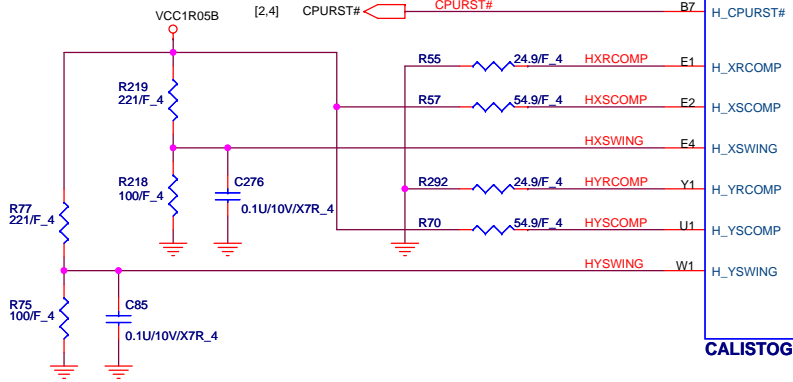 CPURST#
B7
H_CPURST#
VCC1R05B
[2,4]
CPURST#
R55
24.9/F_4
HXRCOMP
E1
H_XRCOMP
R219
221/F_4
R57
54.9/F_4
HXSCOMP
E2
H_XSCOMP
HXSWING
E4
H_XSWING
R218
100/F_4
C276
0.1U/10V/X7R_4
R292
24.9/F_4
HYRCOMP
Y1
H_YRCOMP
R77
221/F_4
R70
54.9/F_4
HYSCOMP
U1
H_YSCOMP
HYSWING
W1
H_YSWING
R75
100/F_4
C85
0.1U/10V/X7R_4
CALISTOG